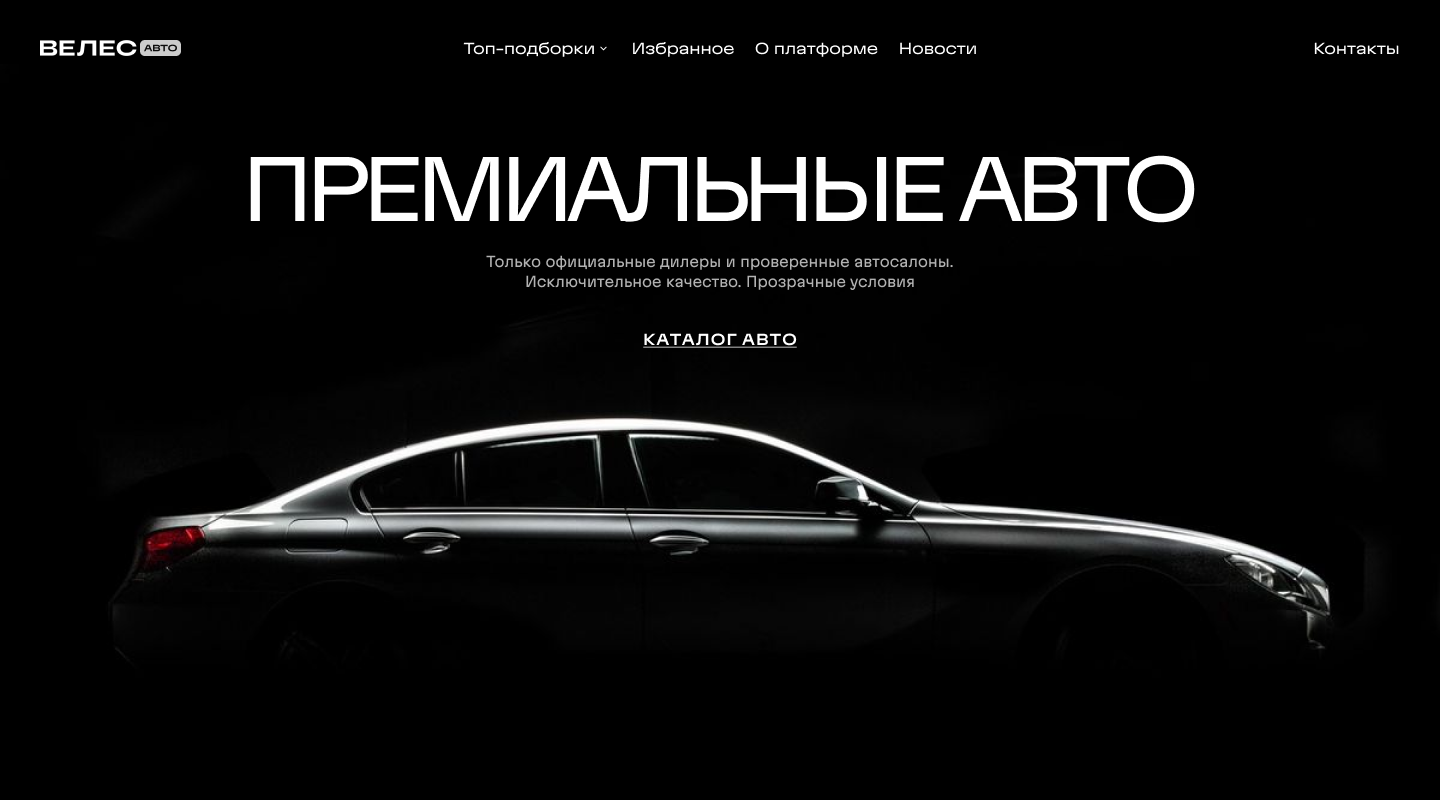 ВЕЛЕС АВТО
Топ-подборки Избранное О платформе Новости
Контакты
ПРЕМИАЛЬНЫЕ АВТО
Только официальные дилеры и проверенные автосалоны.
Исключительное качество. Прозрачные условия
КАТАЛОГ АВТО